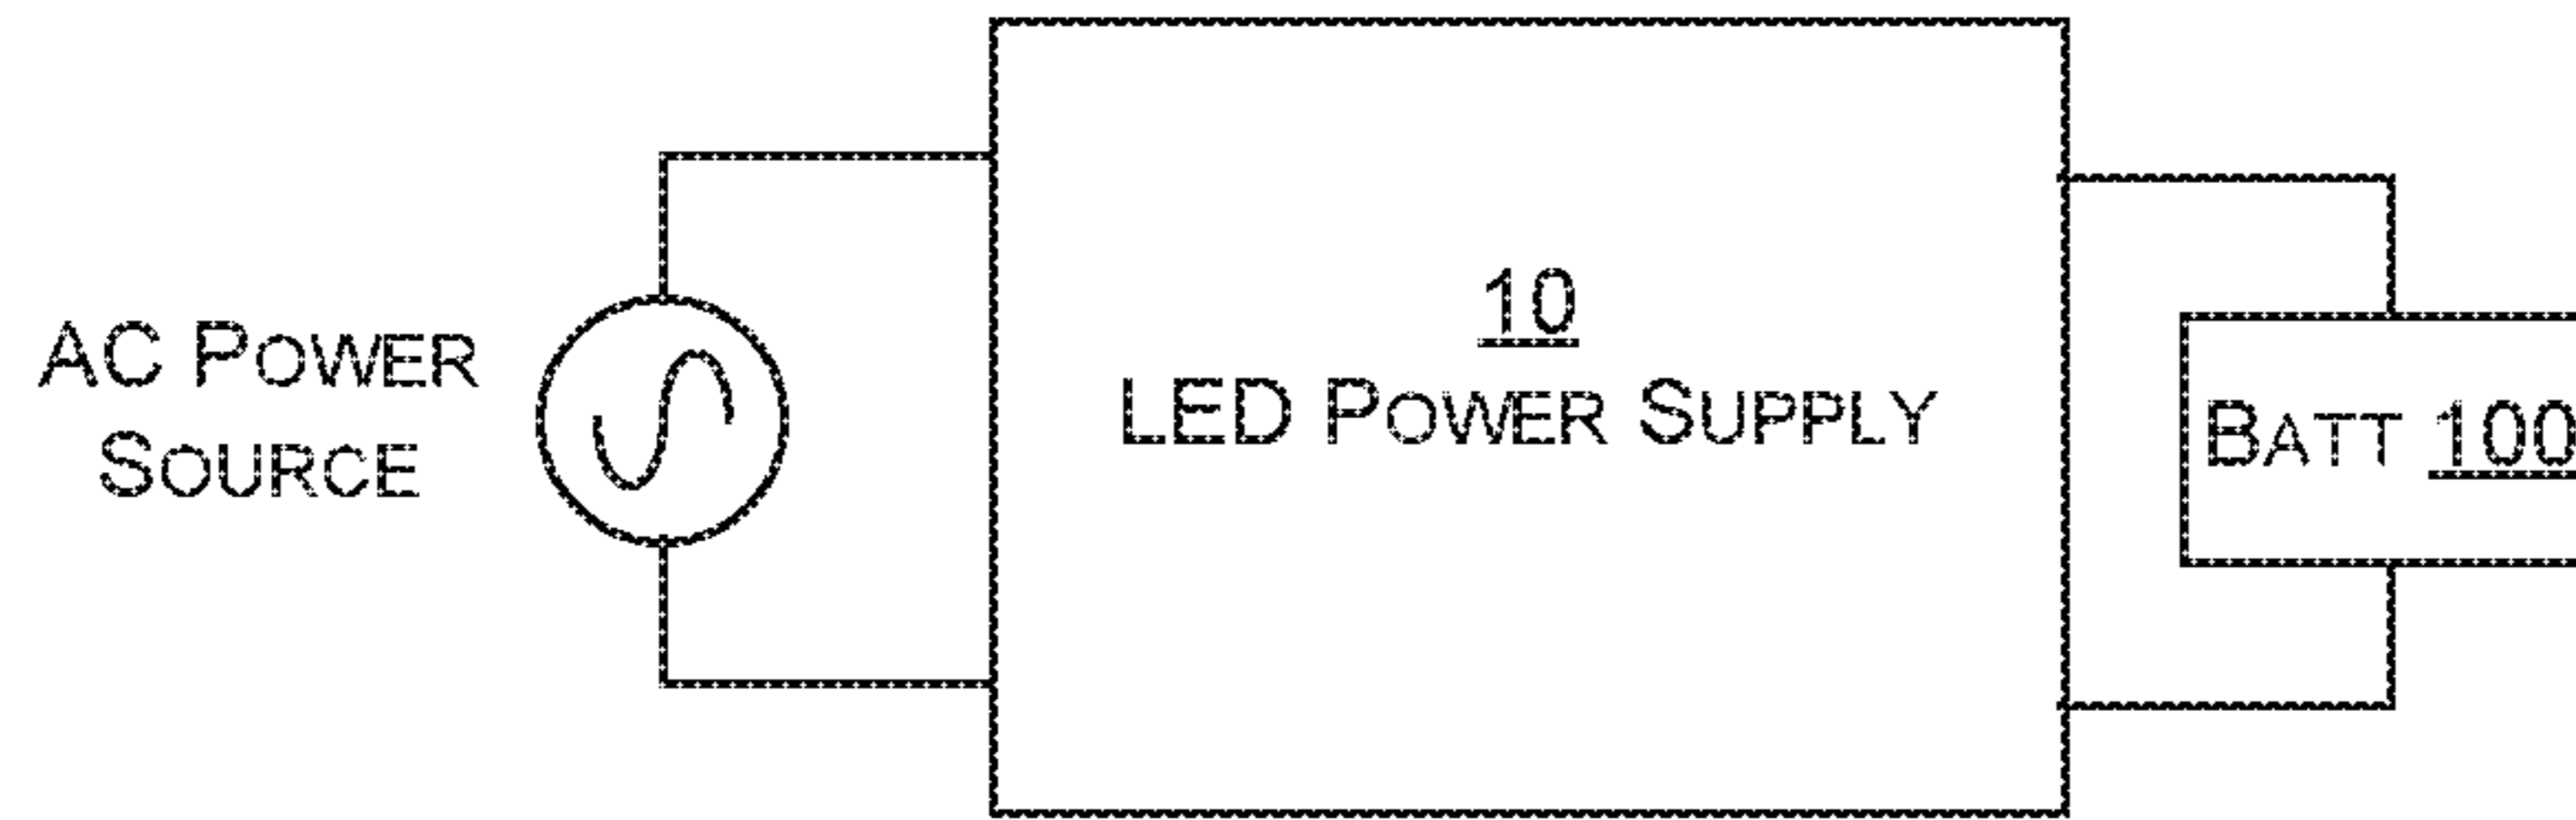 AC POWER
SOURCE
10
LED POWER SUPPLY
BATT 100